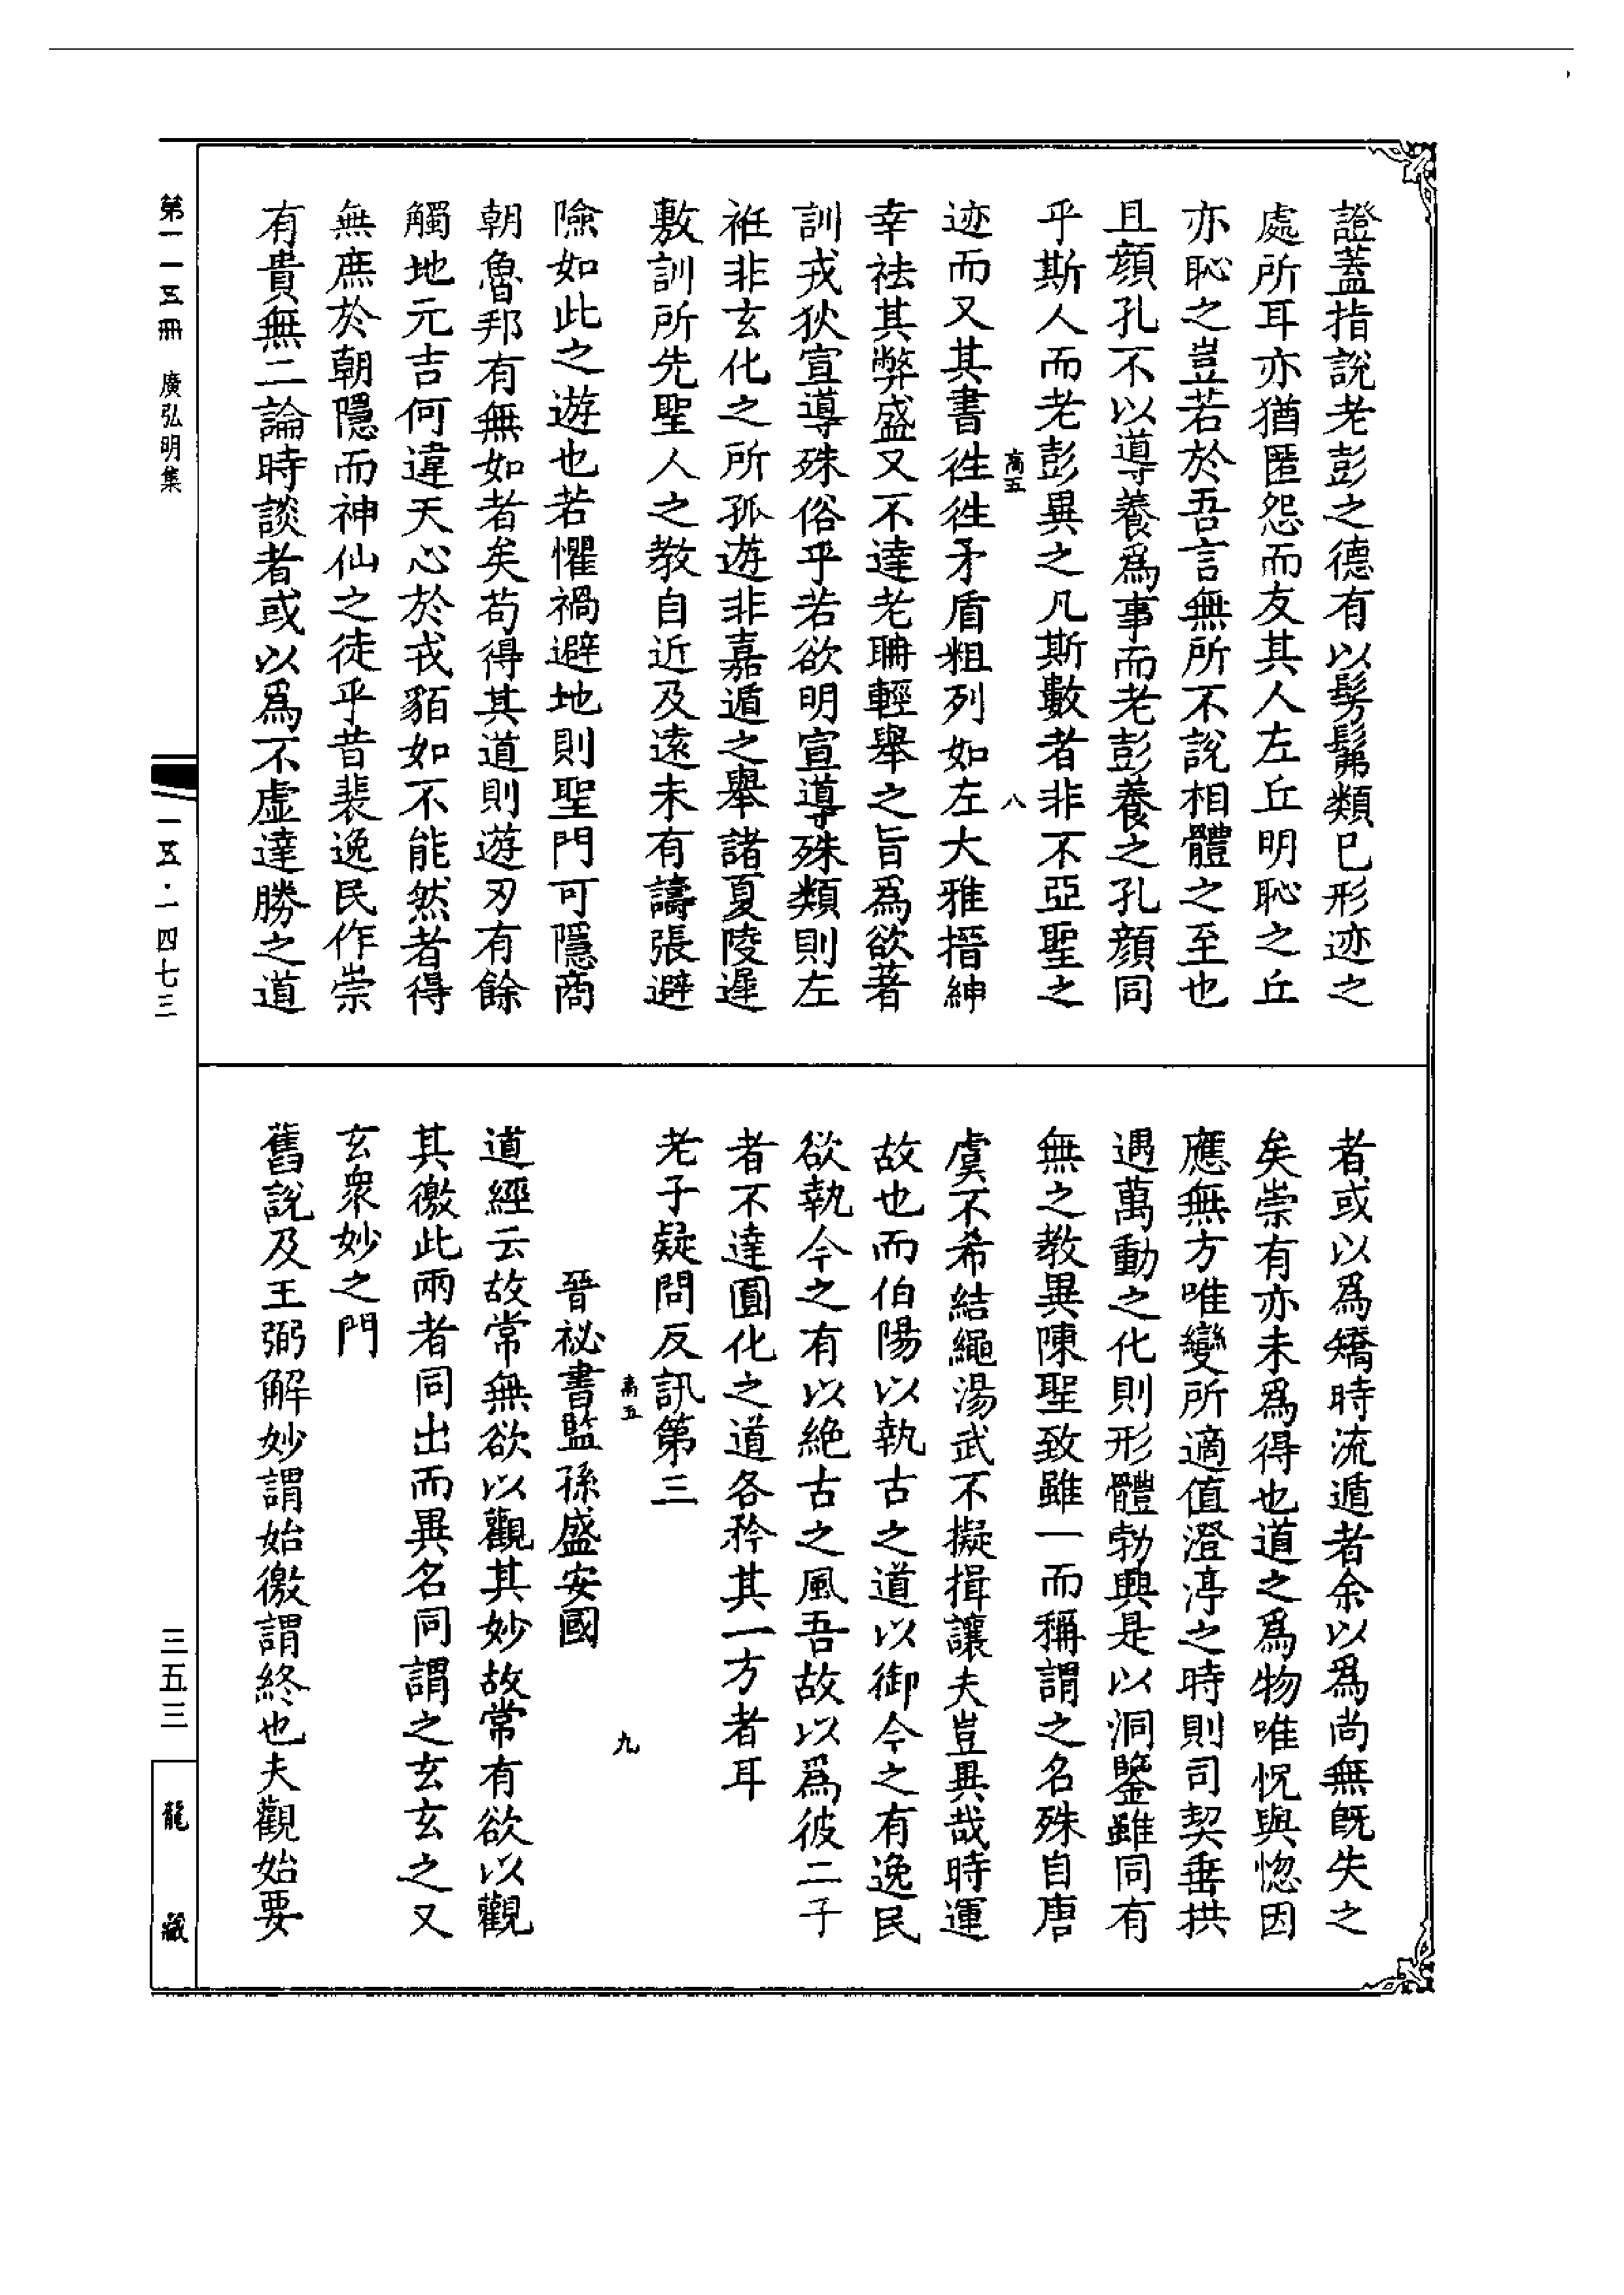 證蓋指說老彭之德有以髣髴類已形迹之
處所耳亦猶匿怨而友其人左丘明恥之丘
亦恥之豈若於吾言無所不說相體之至也
且顏孔不以導養爲事而老彭養之孔顏同
乎斯人而老彭異之凡斯數者非不亞聖之
高五
八
迹而又其書徃徃矛盾粗列如左大雅搢紳
幸祛其弊盛又不達老聃輕舉之旨爲欲著
訓戎狄宣導殊俗乎若欲明宣導殊類則左
衽非玄化之所孤遊非嘉遁之舉諸夏陵遲
敷訓所先聖人之教自近及遠未有譸張避
險如此之遊也若懼禍避地則聖門可隱商
朝魯邦有無如者矣苟得其道則遊刃有餘
觸地元吉何違天心於戎貊如不能然者得
無庶於朝隱而神仙之徒乎昔裴逸民作崇
有貴無二論時談者或以爲不虛達勝之道
者或以爲矯時流遁者余以爲尚無旣失之
矣崇有亦未爲得也道之爲物唯怳與惚因
應無方唯變所適值澄渟之時則司契垂拱
遇萬動之化則形體勃興是以洞鑒雖同有
無之教異陳聖致雖一而稱謂之名殊自唐
虞不希結繩湯武不擬揖讓夫豈異哉時運
故也而伯陽以執古之道以御今之有逸民
欲執今之有以絶古之風吾故以爲彼二子
者不達圓化之道各矜其一方者耳
老子疑問反訊第三
高五
九
晉祕書監孫盛安國
道經云故常無欲以觀其妙故常有欲以觀
其徼此兩者同出而異名同謂之玄玄之又
玄衆妙之門
舊說及王弼解妙謂始徼謂終也夫觀始要
第一一五冊 廣弘明集
一一五·一四七三
三五三
龍藏